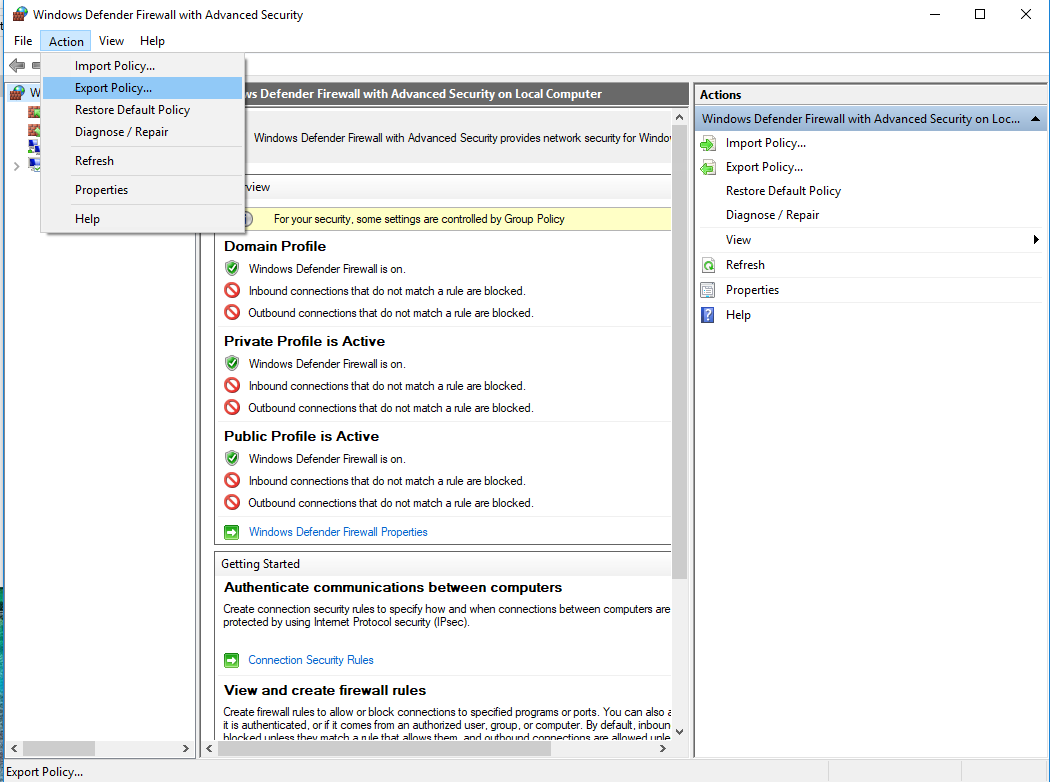 Windows Defender Firewall with Advanced Security
File Action View Help
Import Policy...
Export Policy...
Restore Default Policy
Diagnose / Repair
Refresh
Properties
Help
W
ws Defender Firewall with Advanced Security on Local Computer
Windows Defender Firewall with Advanced Security provides network security for Windov
rview
For your security, some settings are controlled by Group Policy
Domain Profile
Windows Defender Firewall is on.
Inbound connections that do not match a rule are blocked.
Outbound connections that do not match a rule are blocked.
Private Profile is Active
Windows Defender Firewall is on.
Inbound connections that do not match a rule are blocked.
Outbound connections that do not match a rule are blocked.
Public Profile is Active
Windows Defender Firewall is on.
Inbound connections that do not match a rule are blocked.
Outbound connections that do not match a rule are blocked.
Windows Defender Firewall Properties
Getting Started
Authenticate communications between computers
Create connection security rules to specify how and when connections between computers are
protected by using Internet Protocol security (IPsec).
Connection Security Rules
View and create firewall rules
Create firewall rules to allow or block connections to specified programs or ports. You can also a
it is authenticated, or if it comes from an authorized user, group, or computer. By default, inboun
blocked unless they match a rule that allows them, and outbound connections are allowed unle
Actions
Windows Defender Firewall with Advanced Security on Loc...
Import Policy...
Export Policy...
Restore Default Policy
Diagnose / Repair
View
Refresh
Properties
Help
Export Policy...